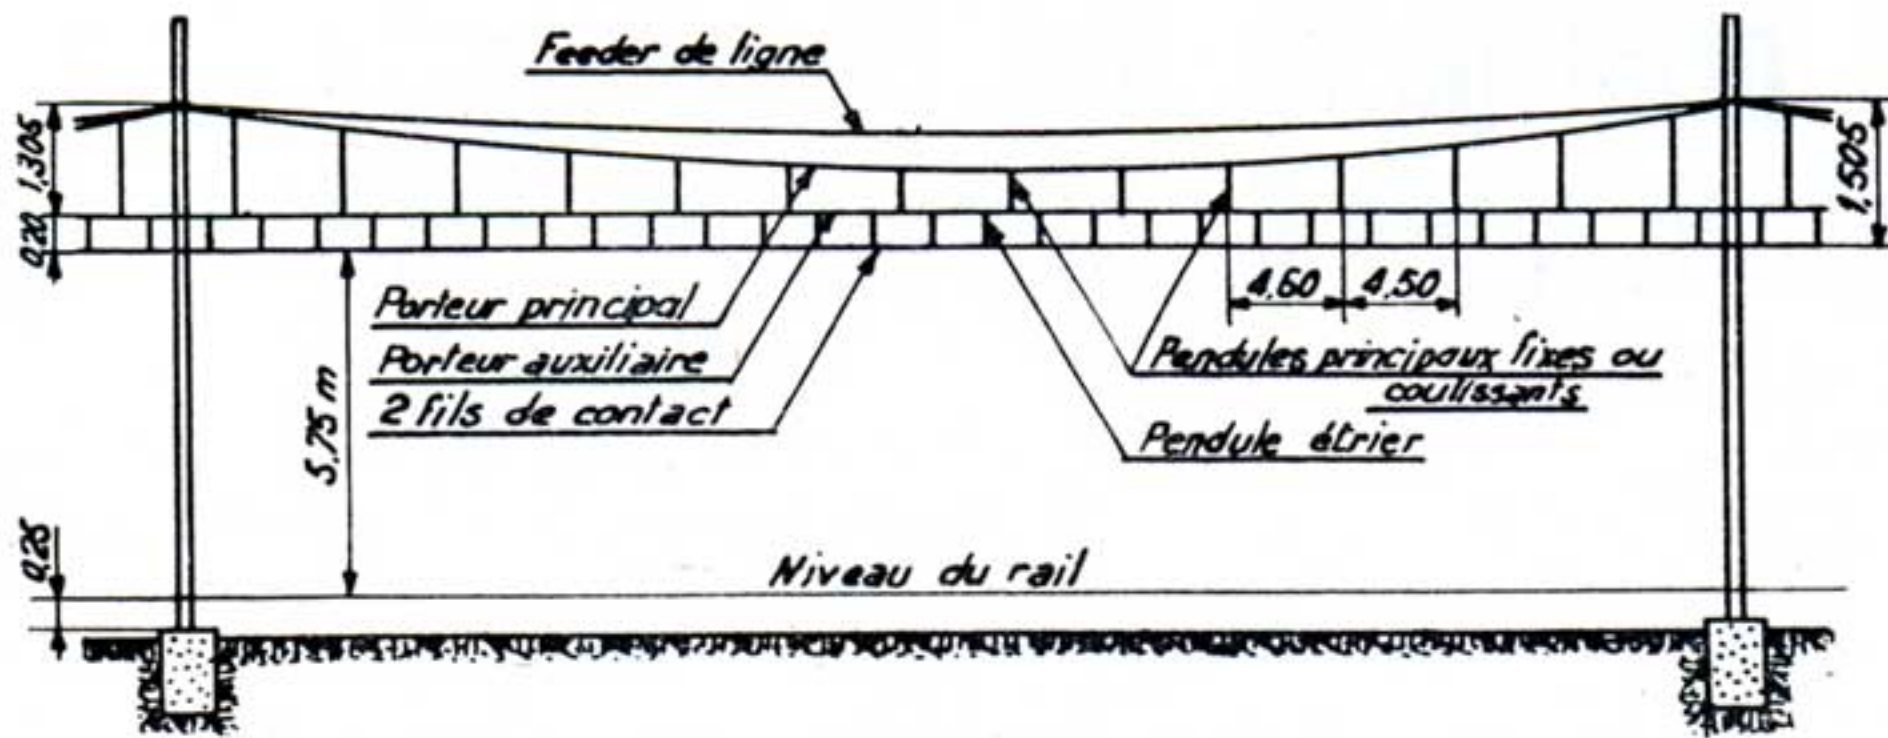 Feeder de ligne
1,305
1,505
0,20
4,60
4,50
Porteur principal
Porteur auxiliaire
2 fils de contact
Pendules principaux fixes ou
coulissants
Pendule étrier
5,75 m
0,25
Niveau du rail